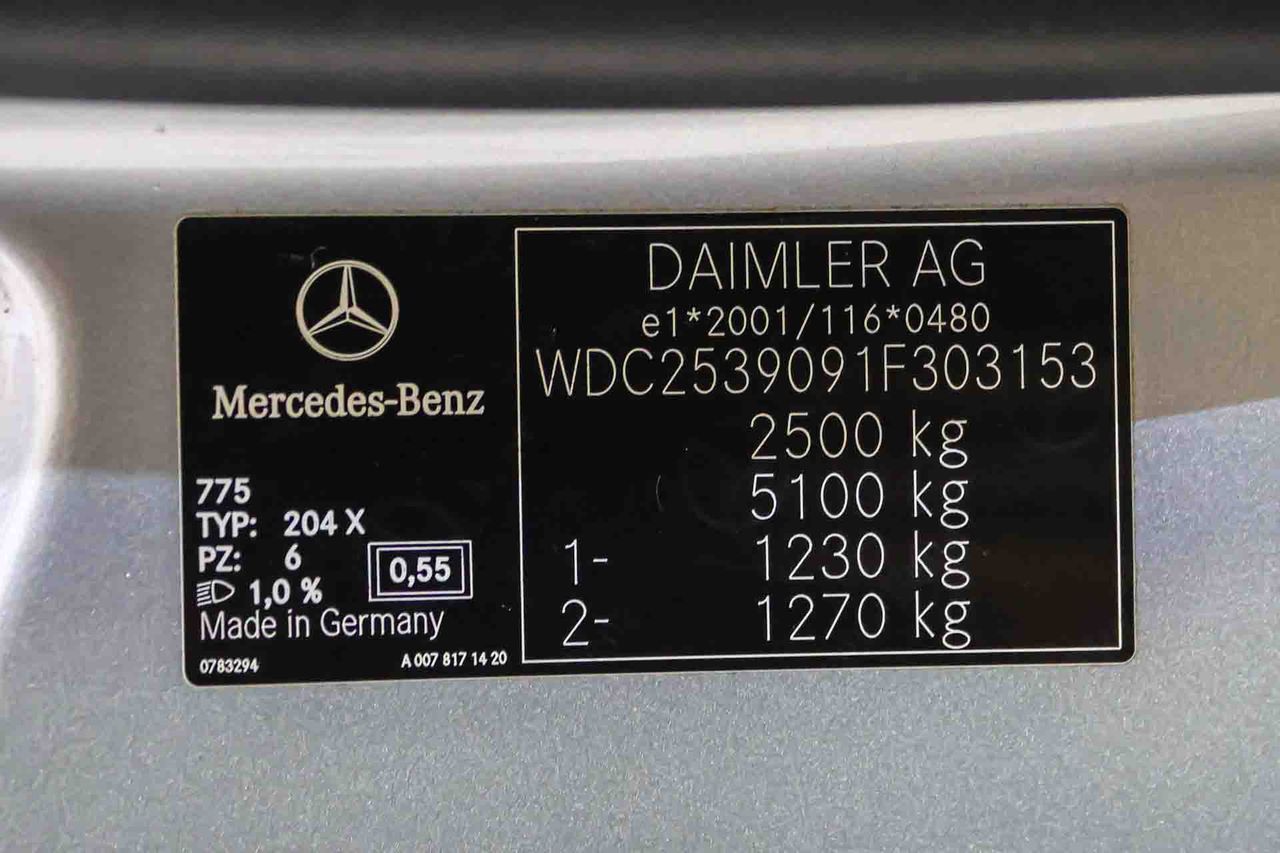 Mercedes-Benz
775
TYP: 204 X
PZ: 6
1,0 %
0,55
Made in Germany
0783294
A 007 817 14 20
DAIMLER AG
e1*2001/116*0480
WDC2539091F303153
2500 kg
5100 kg
1- 1230 kg
2- 1270 kg